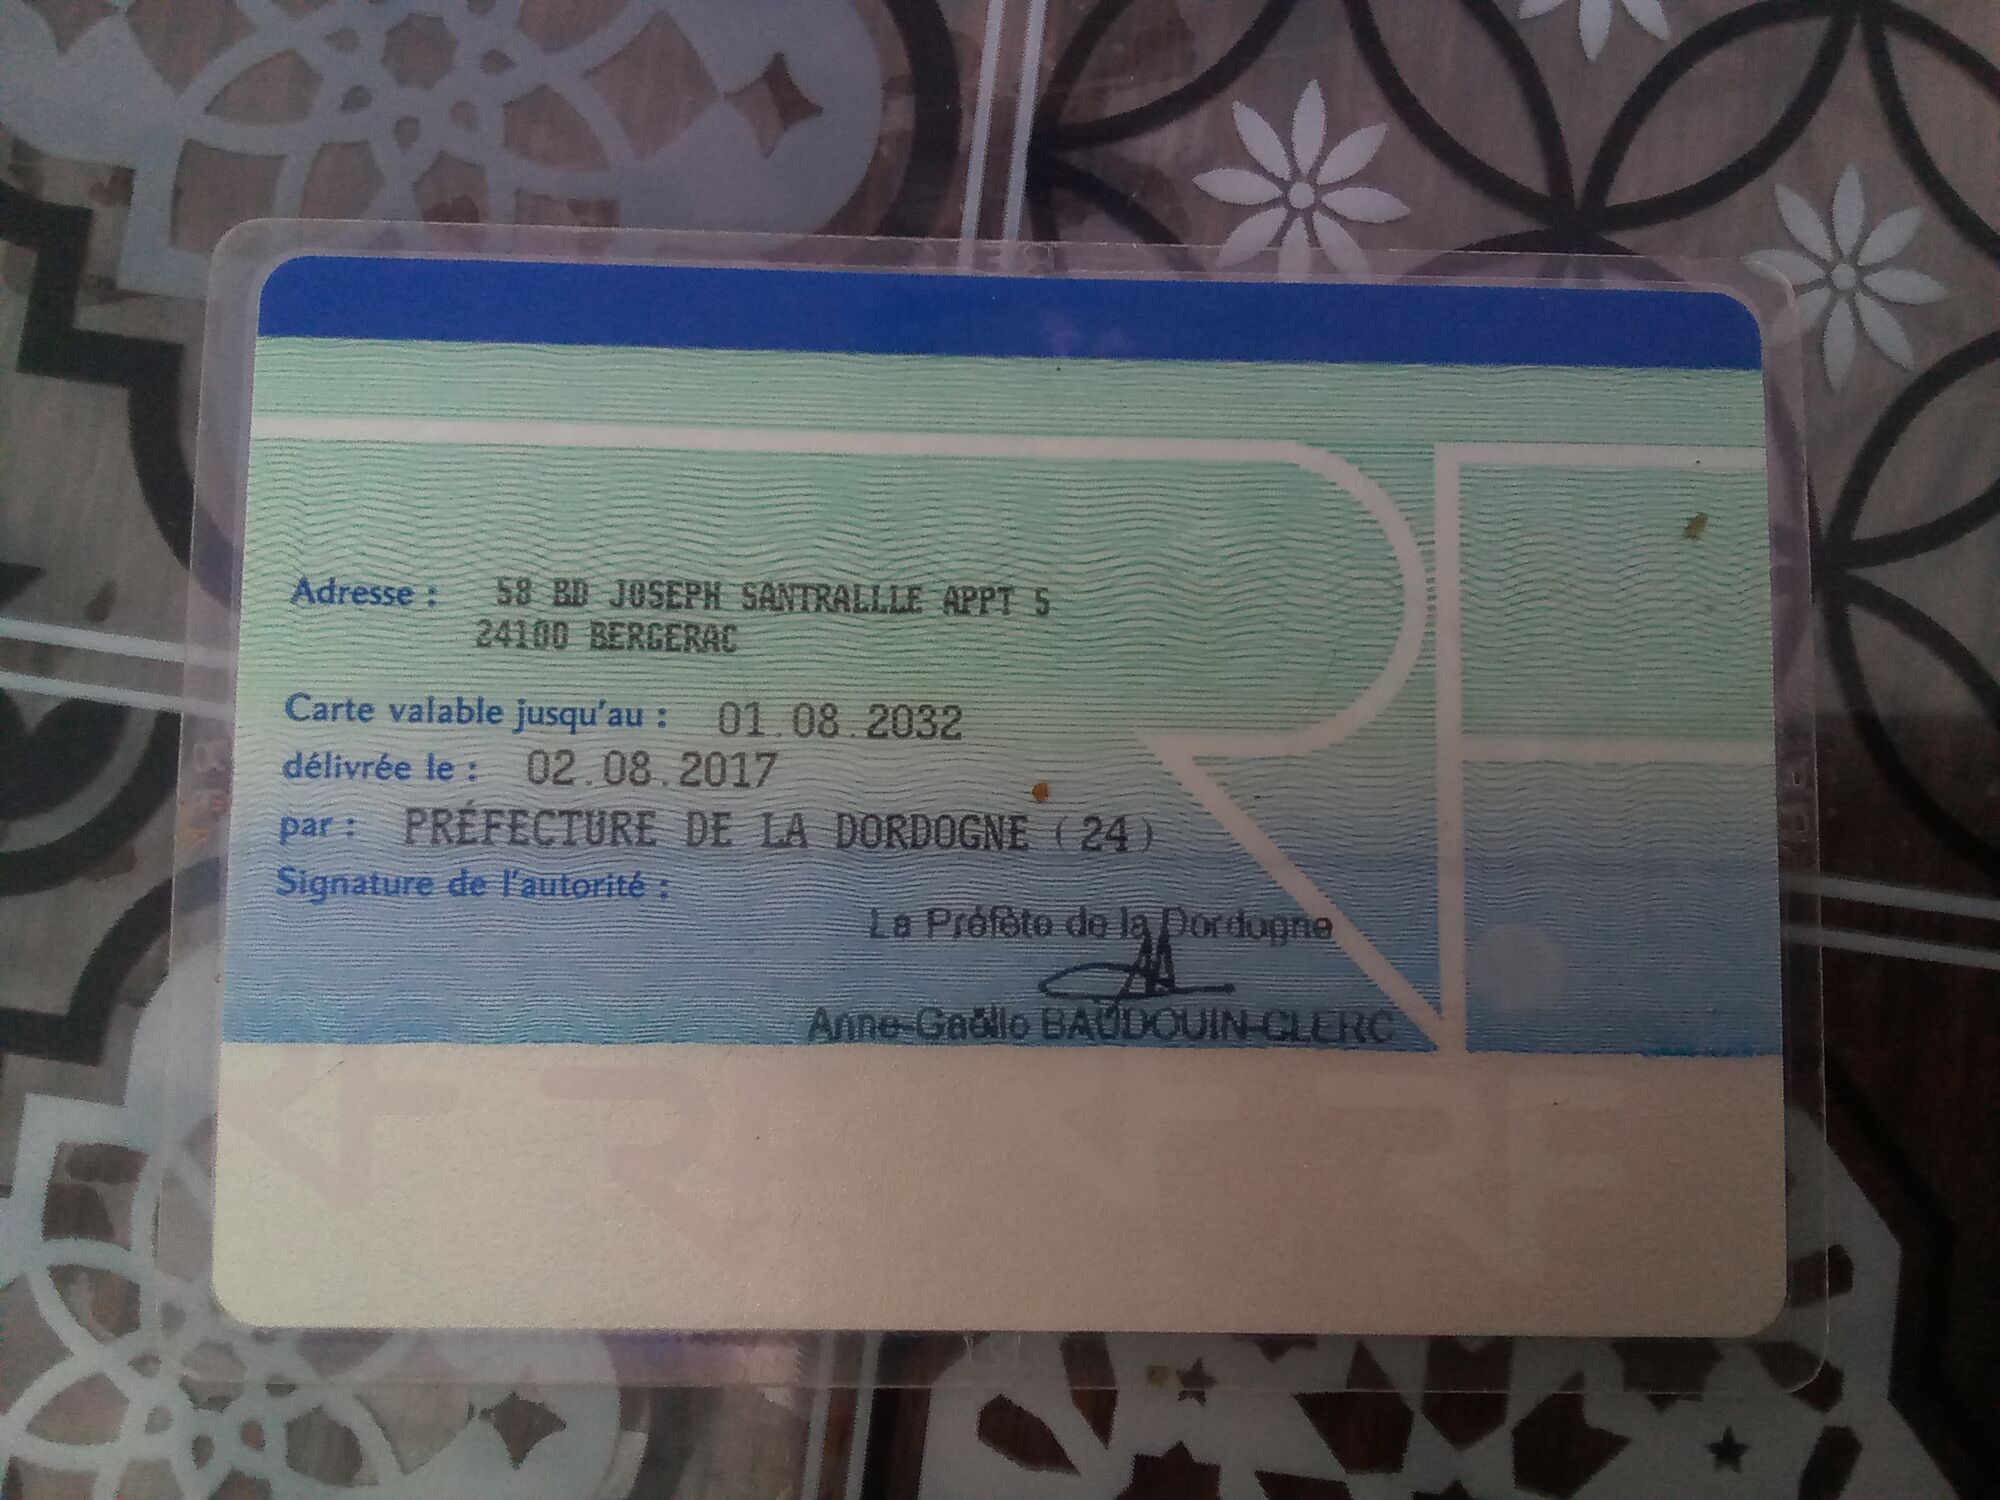 Adresse : 58 BD JOSEPH SANTRALLLE APPT 5
24100 BERGERAC
Carte valable jusqu'au : 01.08.2032
délivrée le : 02.08.2017
par : PRÉFECTURE DE LA DORDOGNE (24)
Signature de l'autorité :
La Préfète de la Dordogne
Anne-Gaëlle BAUDOUIN-CLERC
RF